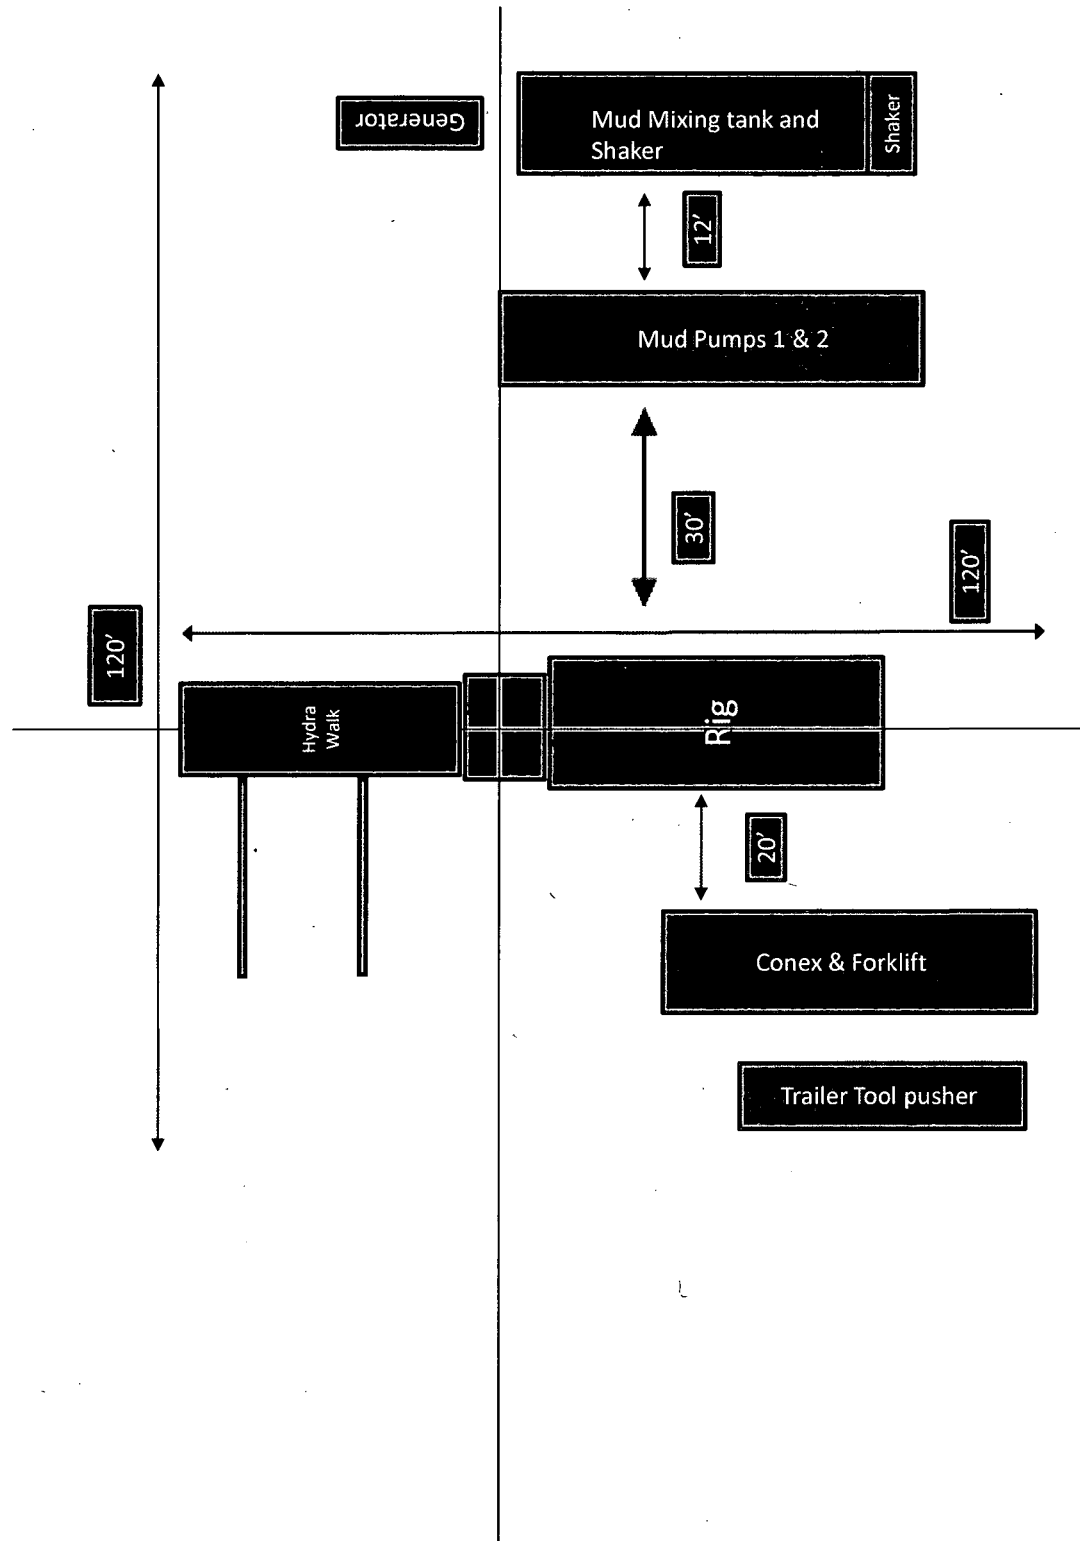 Generator
Mud Mixing tank and
Shaker
Shaker
12'
Mud Pumps 1 & 2
30'
120'
120'
Hydra
Walk
Rig
20'
Conex & Forklift
Trailer Tool pusher